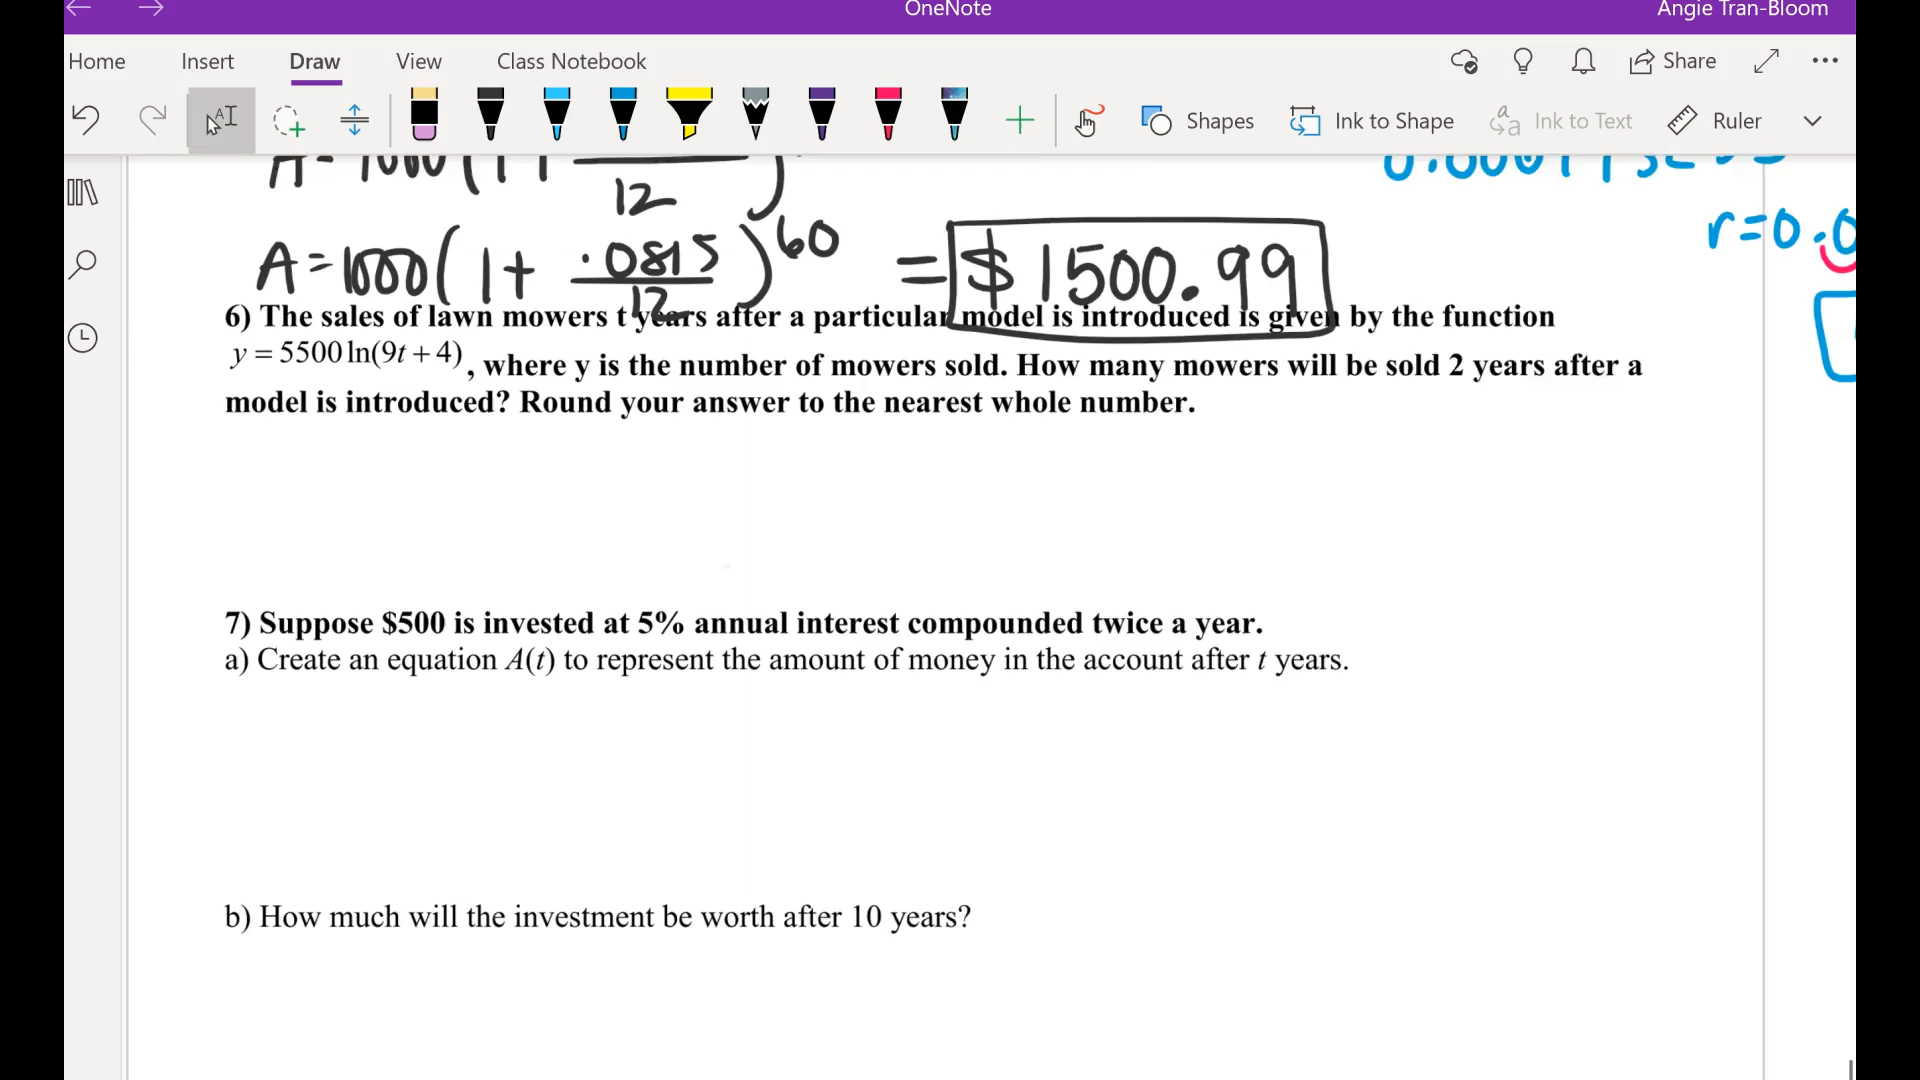 OneNote
Angie Tran-Bloom
Home Insert Draw View Class Notebook Share
Shapes Ink to Shape Ink to Text Ruler
A=1000(1+
12
A=1000(1+ .0815/12)^60 = $1500.99
r=0.0
6) The sales of lawn mowers t years after a particular model is introduced is given by the function
y = 5500 ln(9t + 4), where y is the number of mowers sold. How many mowers will be sold 2 years after a
model is introduced? Round your answer to the nearest whole number.
7) Suppose $500 is invested at 5% annual interest compounded twice a year.
a) Create an equation A(t) to represent the amount of money in the account after t years.
b) How much will the investment be worth after 10 years?